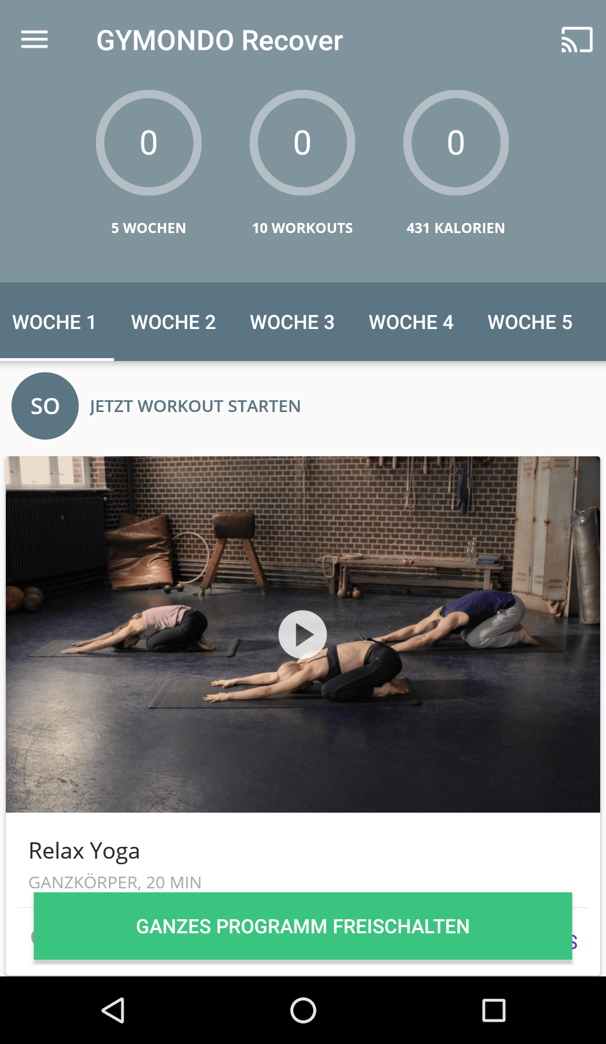 GYMONDO Recover
0 0 0
5 WOCHEN 10 WORKOUTS 431 KALORIEN
WOCHE 1 WOCHE 2 WOCHE 3 WOCHE 4 WOCHE 5
SO JETZT WORKOUT STARTEN
Relax Yoga
GANZKÖRPER, 20 MIN
GANZES PROGRAMM FREISCHALTEN